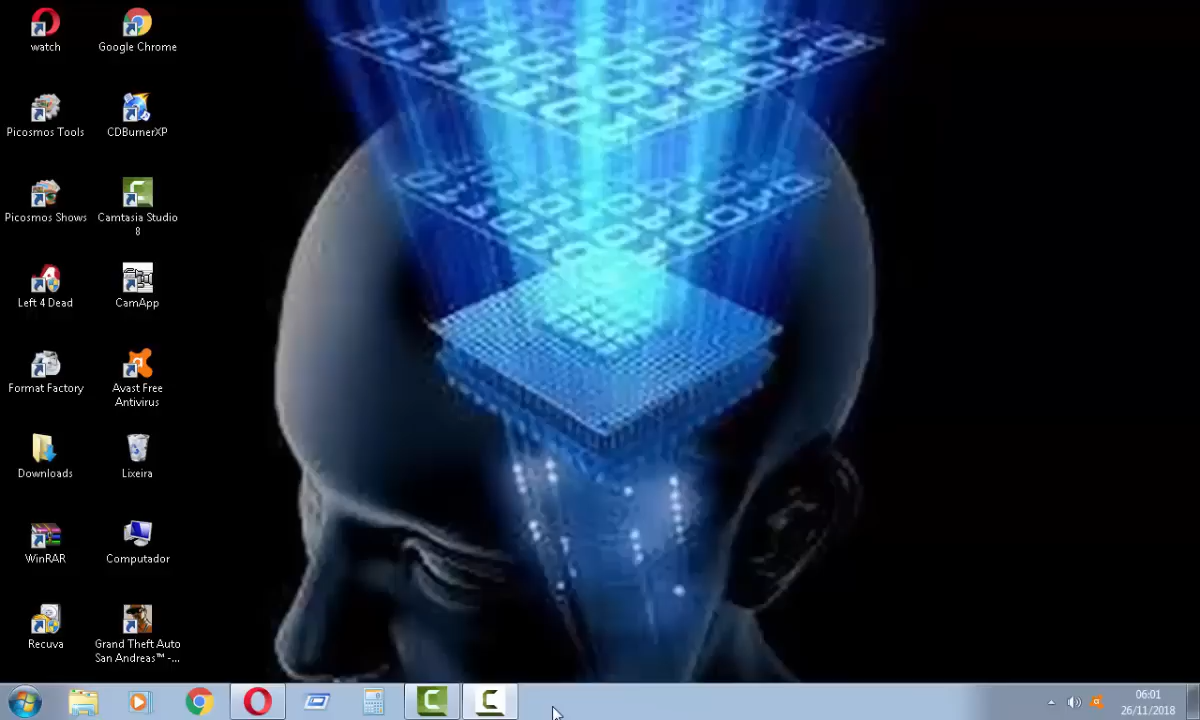 watch
Google Chrome
Picosmos Tools
CDBurnerXP
Picosmos Shows
Camtasia Studio
8
Left 4 Dead
CamApp
Format Factory
Avast Free
Antivirus
Downloads
Lixeira
WinRAR
Computador
Recuva
Grand Theft Auto
San Andreas™ -...
06:01
26/11/2018